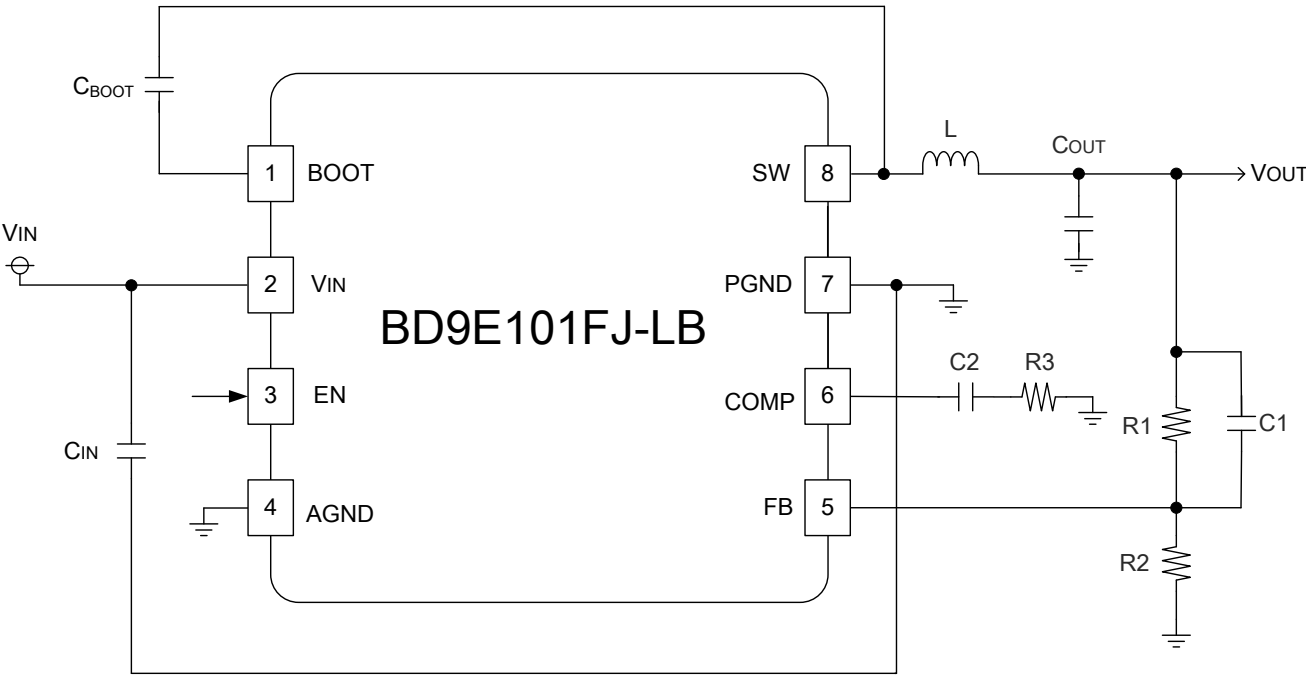 CBOOT
1
BOOT
SW
8
L
COUT
VOUT
VIN
2
VIN
PGND
7
BD9E101FJ-LB
3
EN
COMP
6
C2
R3
R1
C1
CIN
4
AGND
FB
5
R2